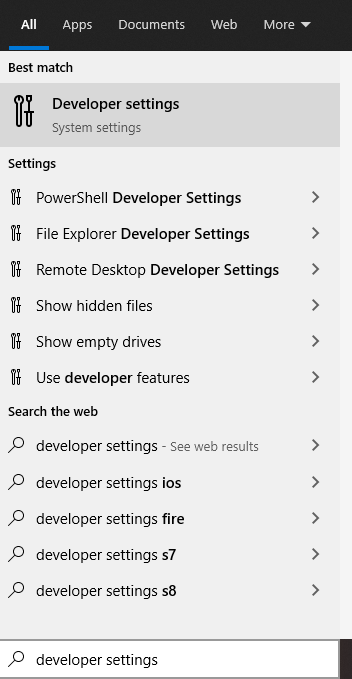 All Apps Documents Web More
Best match
Developer settings
System settings
Settings
PowerShell Developer Settings
File Explorer Developer Settings
Remote Desktop Developer Settings
Show hidden files
Show empty drives
Use developer features
Search the web
developer settings - See web results
developer settings ios
developer settings fire
developer settings s7
developer settings s8
developer settings